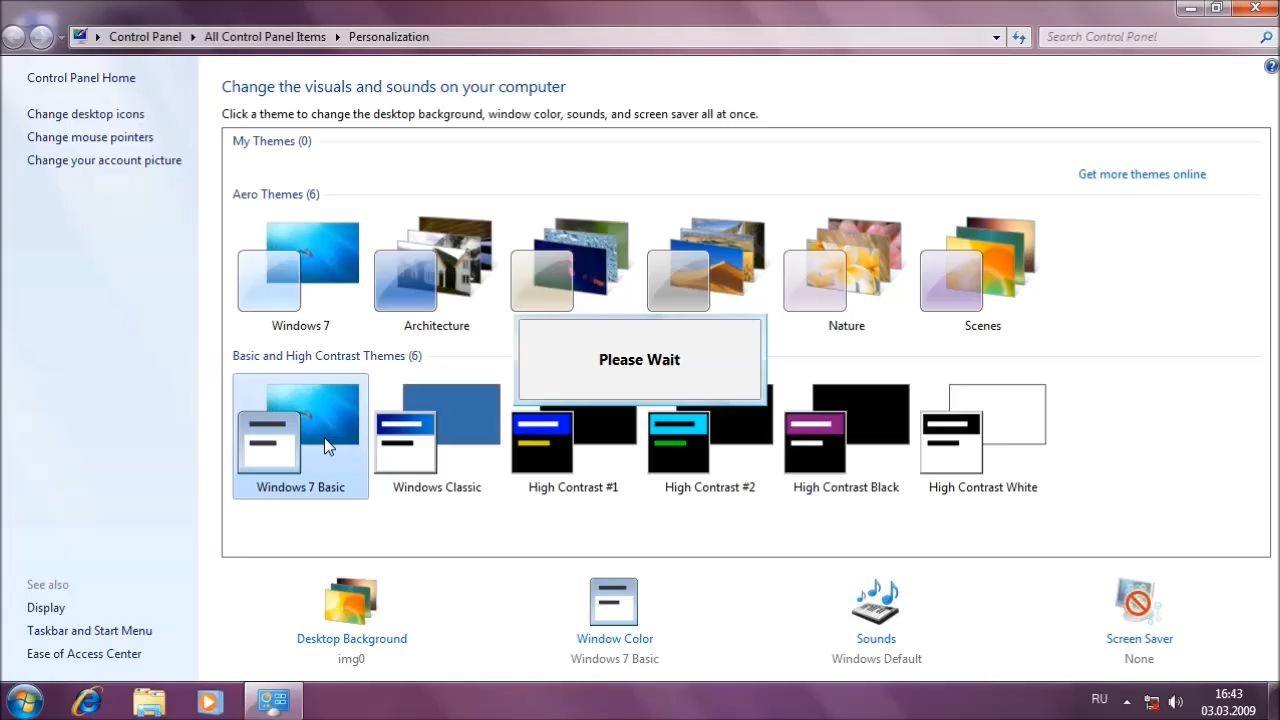 Control Panel
All Control Panel Items
Personalization
Search Control Panel
Control Panel Home
Change desktop icons
Change mouse pointers
Change your account picture
Change the visuals and sounds on your computer
Click a theme to change the desktop background, window color, sounds, and screen saver all at once.
My Themes (0)
Get more themes online
Aero Themes (6)
Windows 7
Architecture
Nature
Scenes
Please Wait
Basic and High Contrast Themes (6)
Windows 7 Basic
Windows Classic
High Contrast #1
High Contrast #2
High Contrast Black
High Contrast White
See also
Display
Taskbar and Start Menu
Ease of Access Center
Desktop Background
img0
Window Color
Windows 7 Basic
Sounds
Windows Default
Screen Saver
None
RU
16:43
03.03.2009